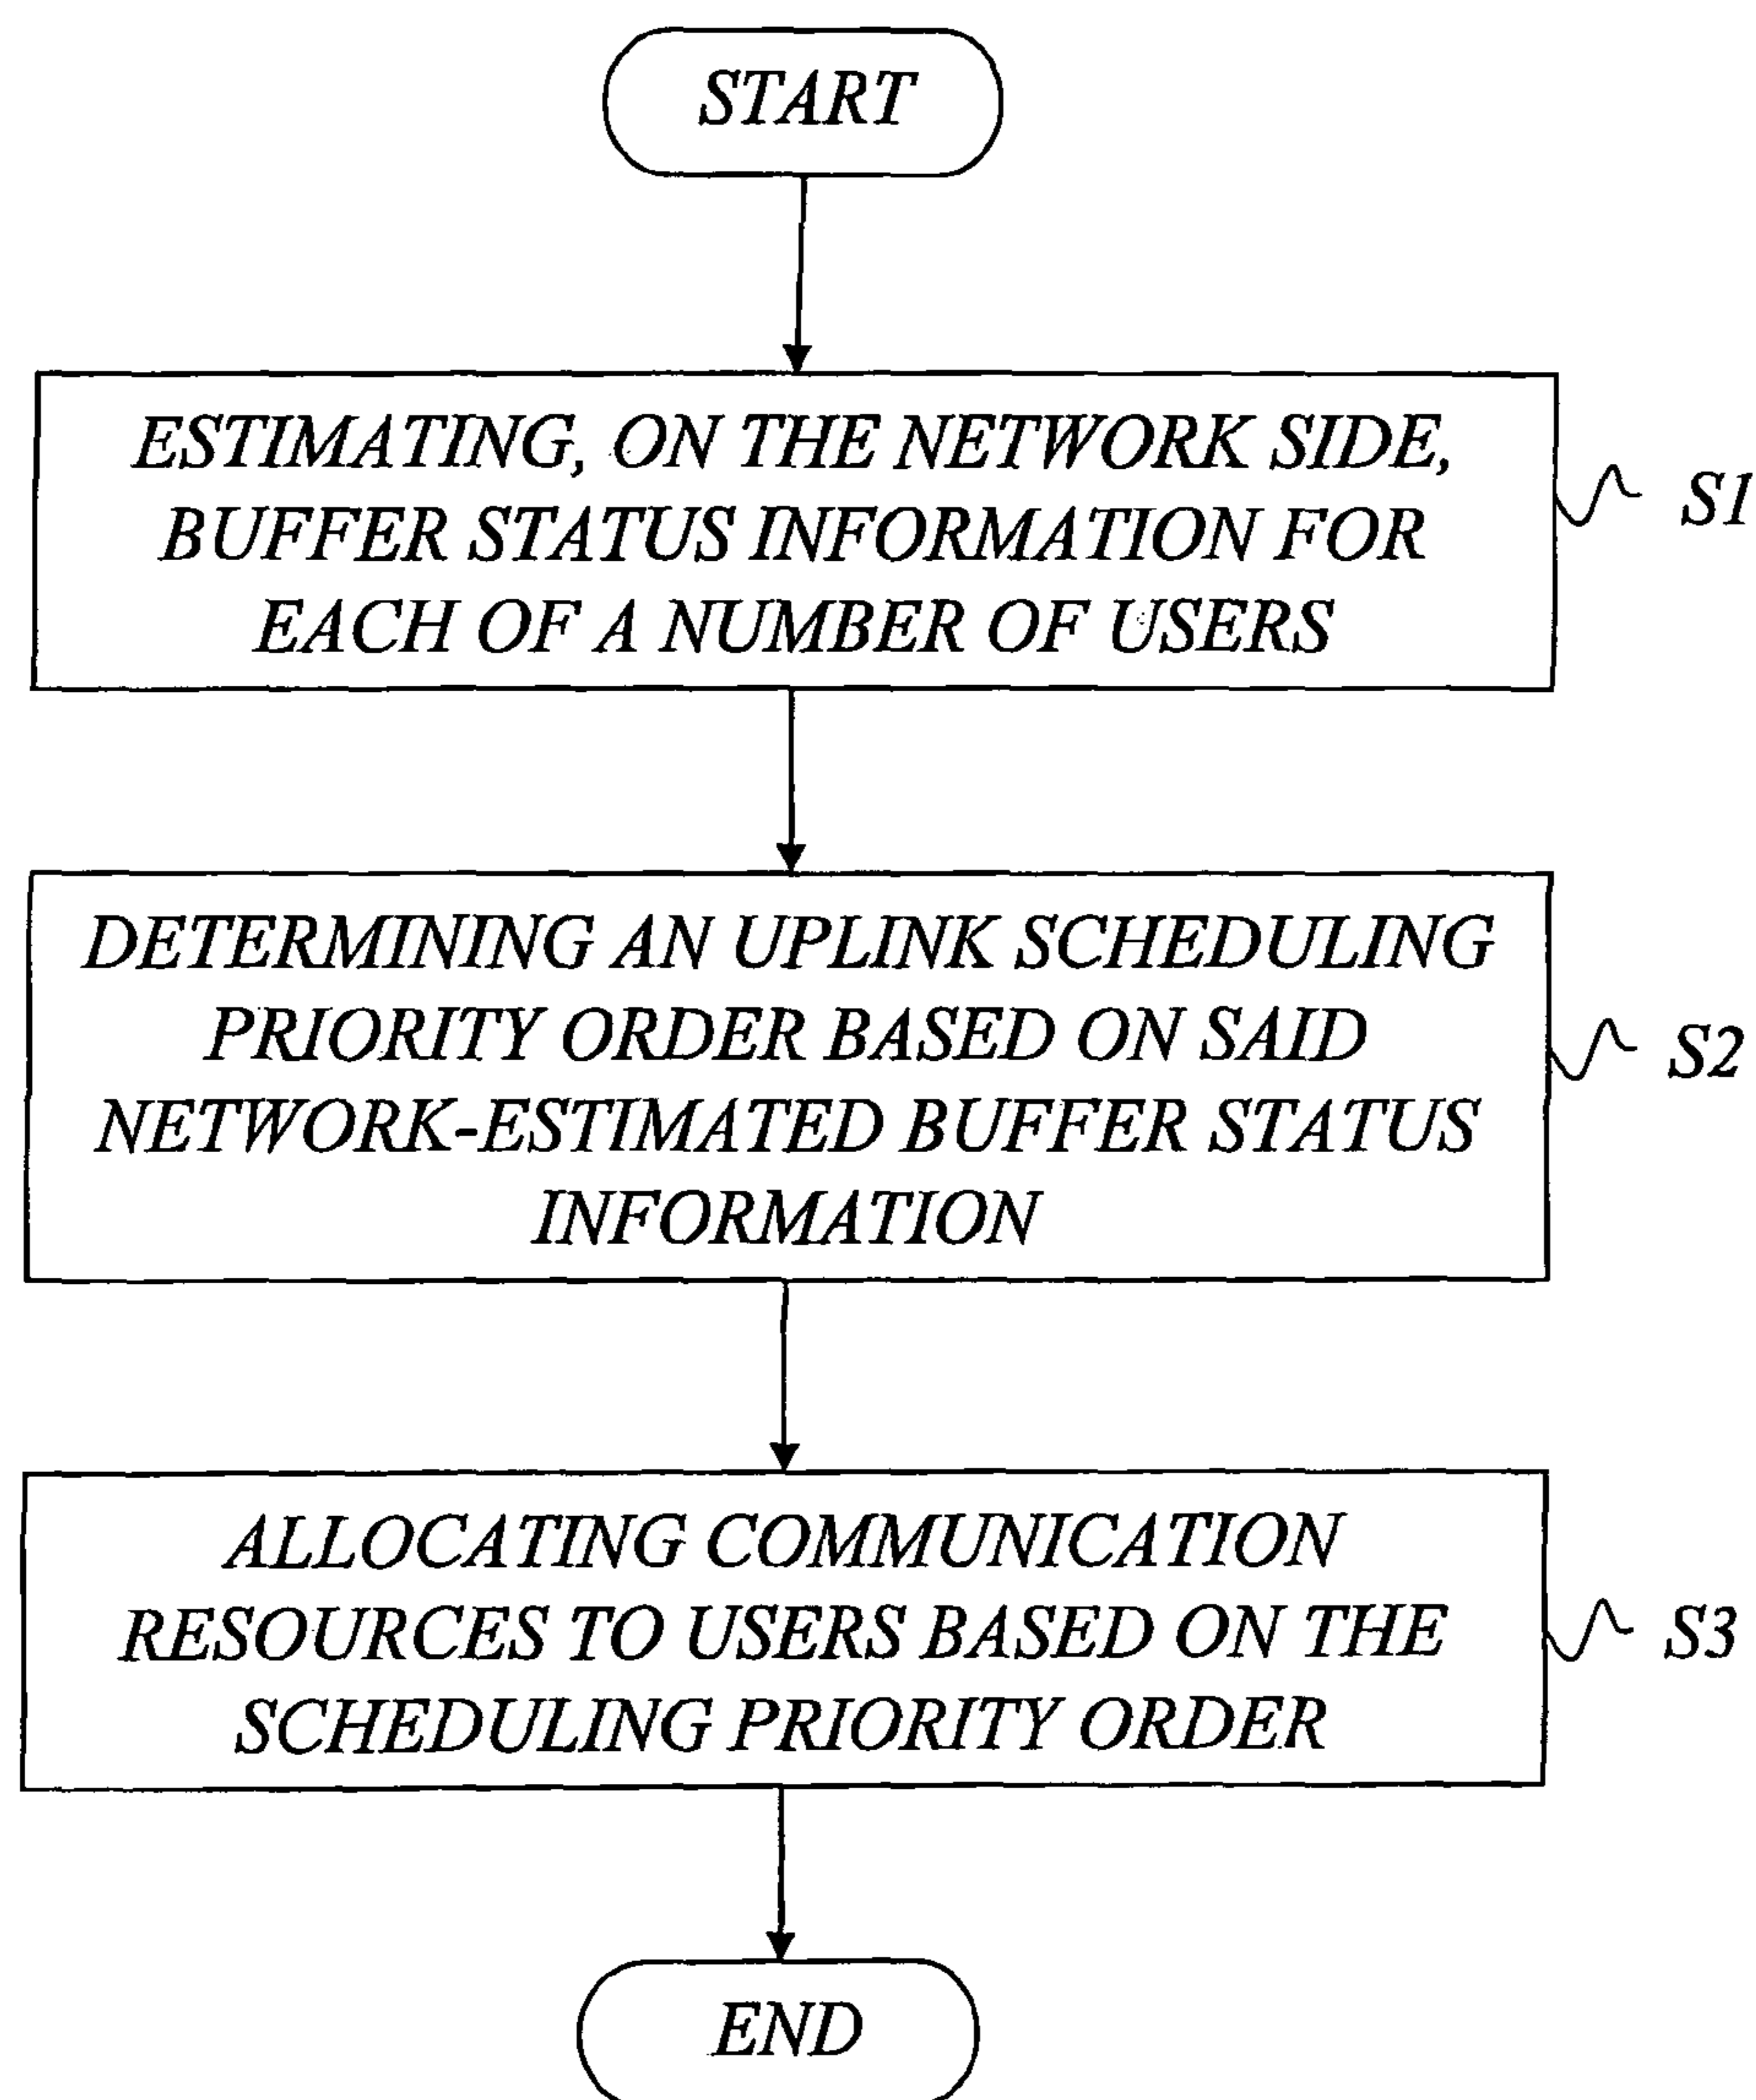 START
ESTIMATING, ON THE NETWORK SIDE,
BUFFER STATUS INFORMATION FOR
EACH OF A NUMBER OF USERS
S1
DETERMINING AN UPLINK SCHEDULING
PRIORITY ORDER BASED ON SAID
NETWORK-ESTIMATED BUFFER STATUS
INFORMATION
S2
ALLOCATING COMMUNICATION
RESOURCES TO USERS BASED ON THE
SCHEDULING PRIORITY ORDER
S3
END